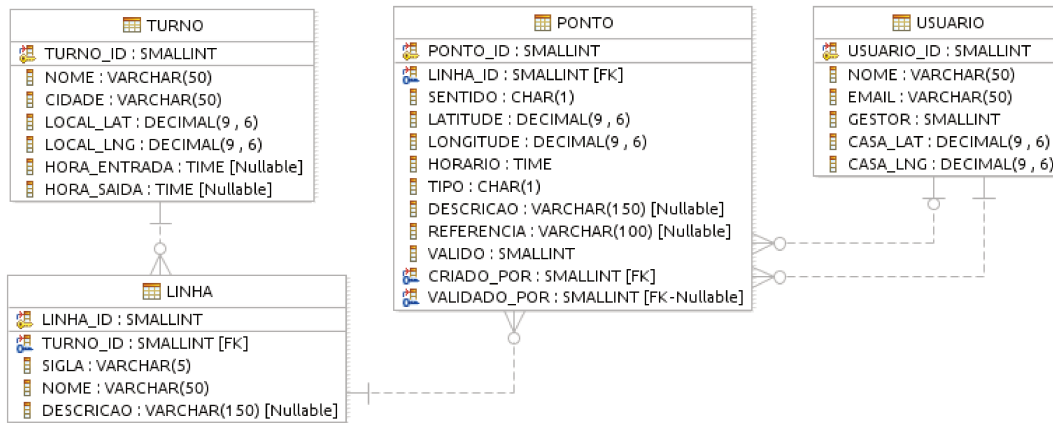 TURNO
TURNO_ID : SMALLINT
NOME : VARCHAR(50)
CIDADE : VARCHAR(50)
LOCAL_LAT : DECIMAL(9 , 6)
LOCAL_LNG : DECIMAL(9 , 6)
HORA_ENTRADA : TIME [Nullable]
HORA_SAIDA : TIME [Nullable]
LINHA
LINHA_ID : SMALLINT
TURNO_ID : SMALLINT [FK]
SIGLA : VARCHAR(5)
NOME : VARCHAR(50)
DESCRICAO : VARCHAR(150) [Nullable]
PONTO
PONTO_ID : SMALLINT
LINHA_ID : SMALLINT [FK]
SENTIDO : CHAR(1)
LATITUDE : DECIMAL(9 , 6)
LONGITUDE : DECIMAL(9 , 6)
HORARIO : TIME
TIPO : CHAR(1)
DESCRICAO : VARCHAR(150) [Nullable]
REFERENCIA : VARCHAR(100) [Nullable]
VALIDO : SMALLINT
CRIADO_POR : SMALLINT [FK]
VALIDADO_POR : SMALLINT [FK-Nullable]
USUARIO
USUARIO_ID : SMALLINT
NOME : VARCHAR(50)
EMAIL : VARCHAR(50)
GESTOR : SMALLINT
CASA_LAT : DECIMAL(9 , 6)
CASA_LNG : DECIMAL(9 , 6)